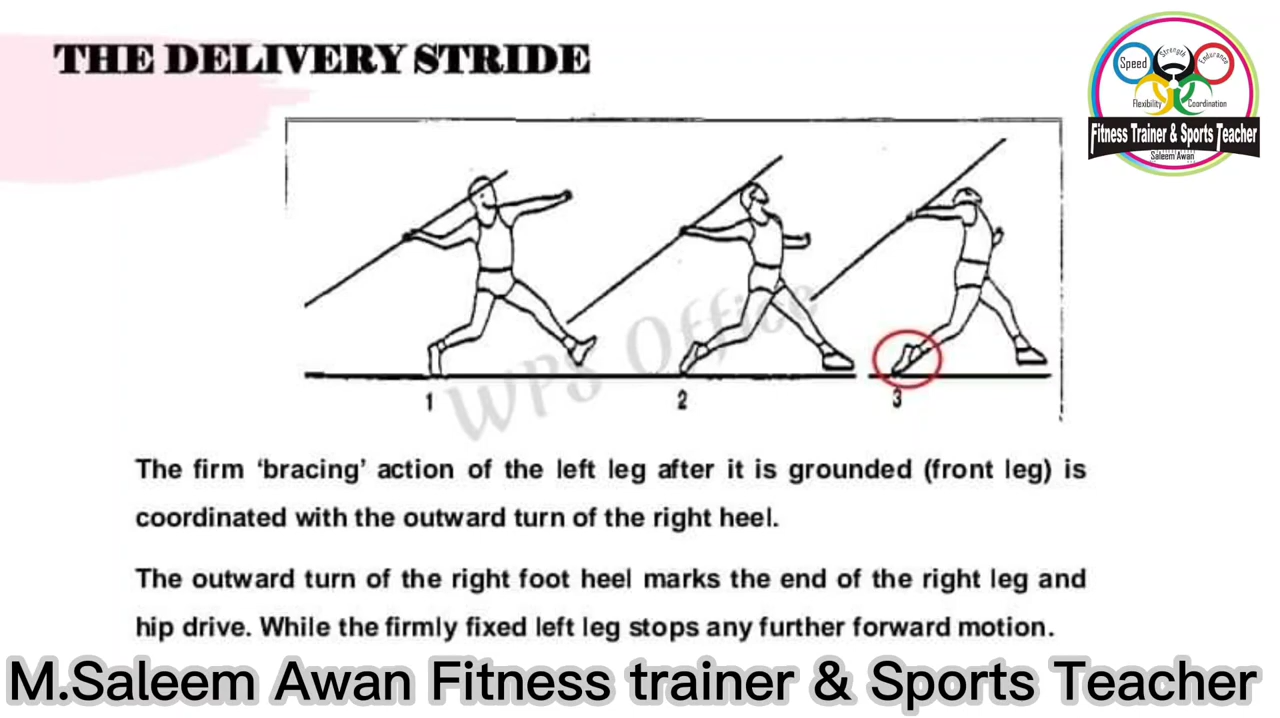 THE DELIVERY STRIDE
Speed
Strength
Endurance
Flexibility
Coordination
Fitness Trainer & Sports Teacher
Saleem Awan
1
2
3
WPS Office
The firm ‘bracing’ action of the left leg after it is grounded (front leg) is
coordinated with the outward turn of the right heel.
The outward turn of the right foot heel marks the end of the right leg and
hip drive. While the firmly fixed left leg stops any further forward motion.
M.Saleem Awan Fitness trainer & Sports Teacher